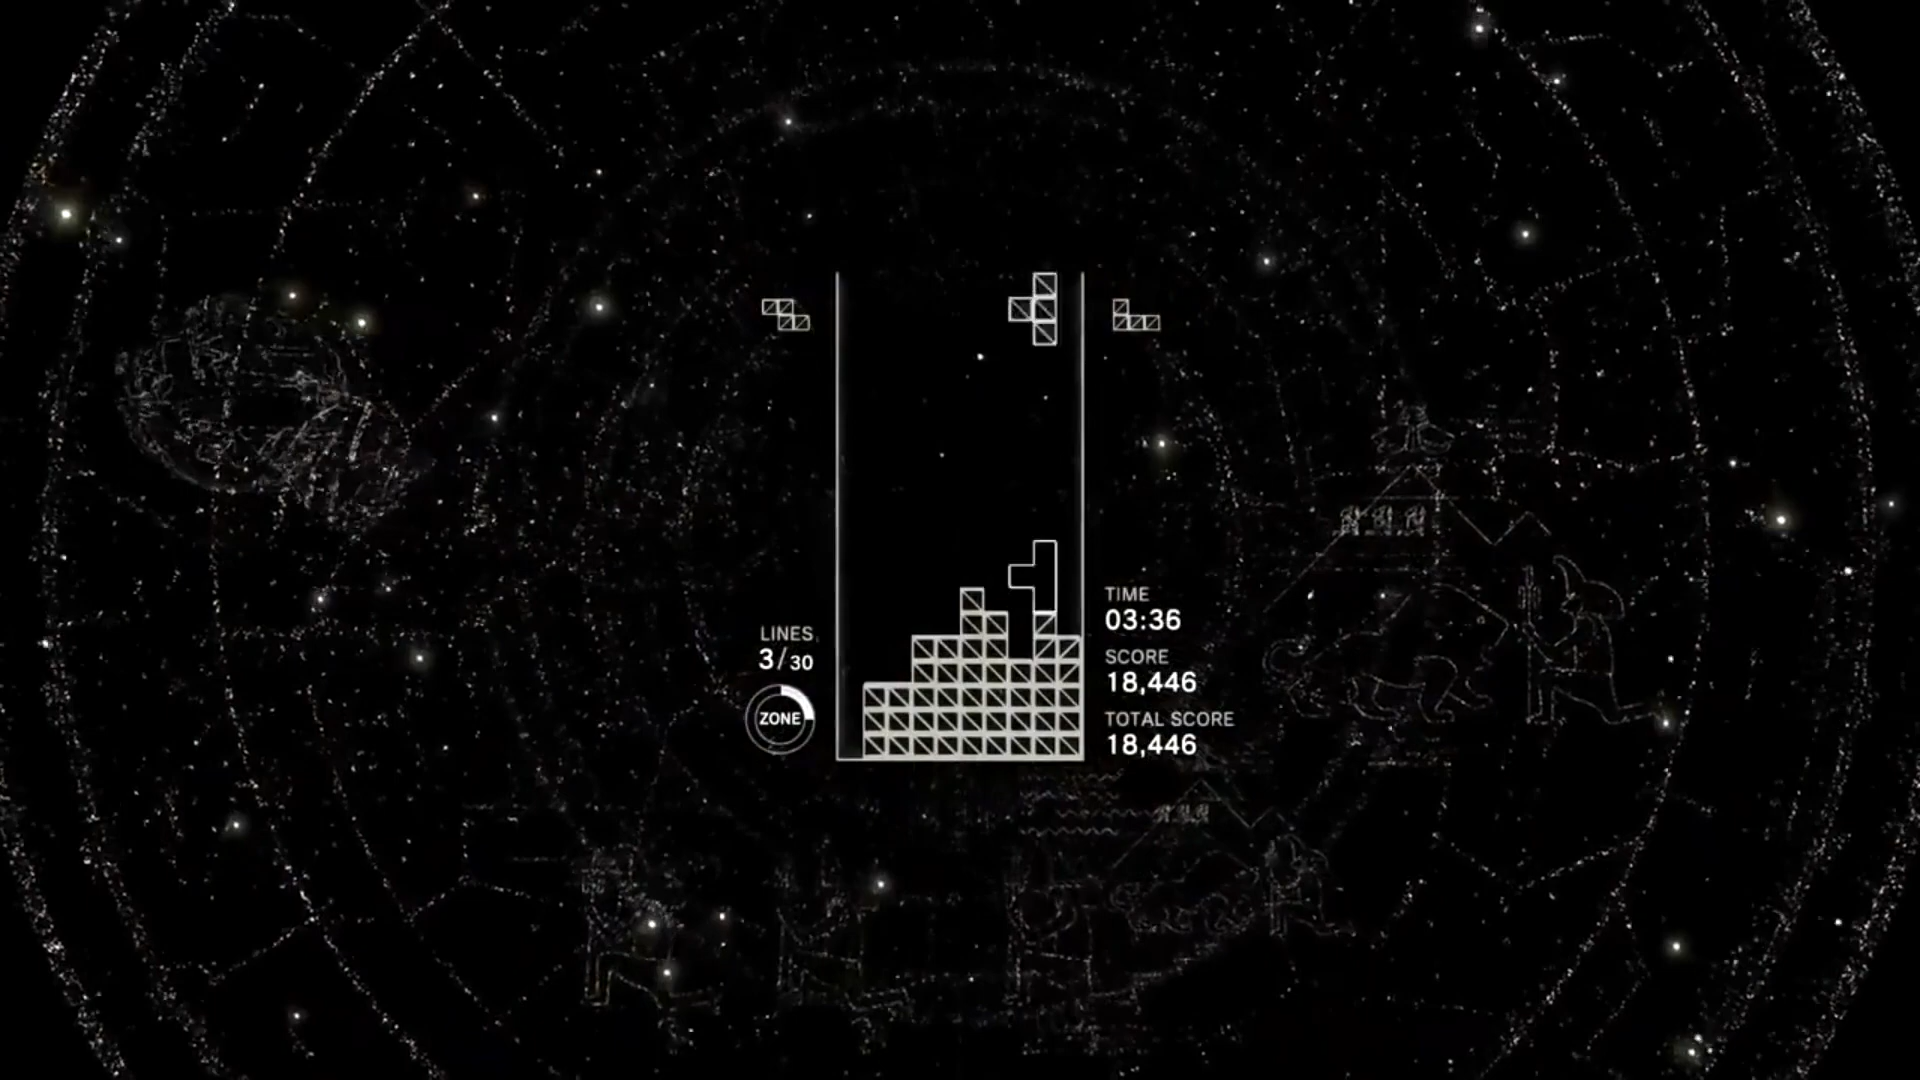 LINES
3/30
ZONE
TIME
03:36
SCORE
18,446
TOTAL SCORE
18,446